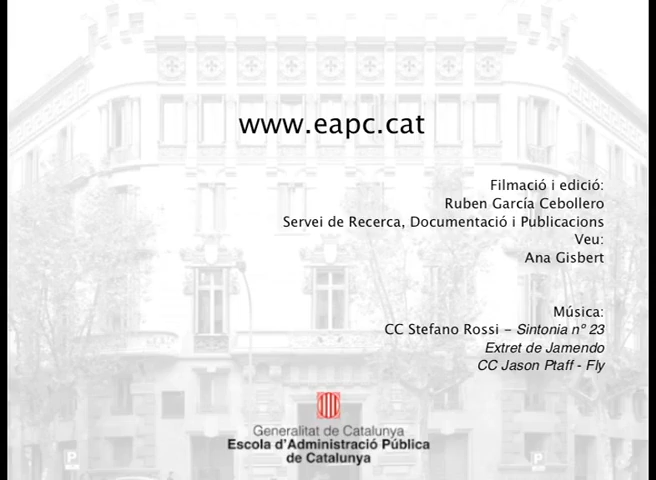 www.eapc.cat
Filmació i edició:
Ruben García Cebollero
Servei de Recerca, Documentació i Publicacions
Veu:
Ana Gisbert
Música:
CC Stefano Rossi – Sintonia nº 23
Extret de Jamendo
CC Jason Ptaff - Fly
Generalitat de Catalunya
Escola d'Administració Pública
de Catalunya
P
P